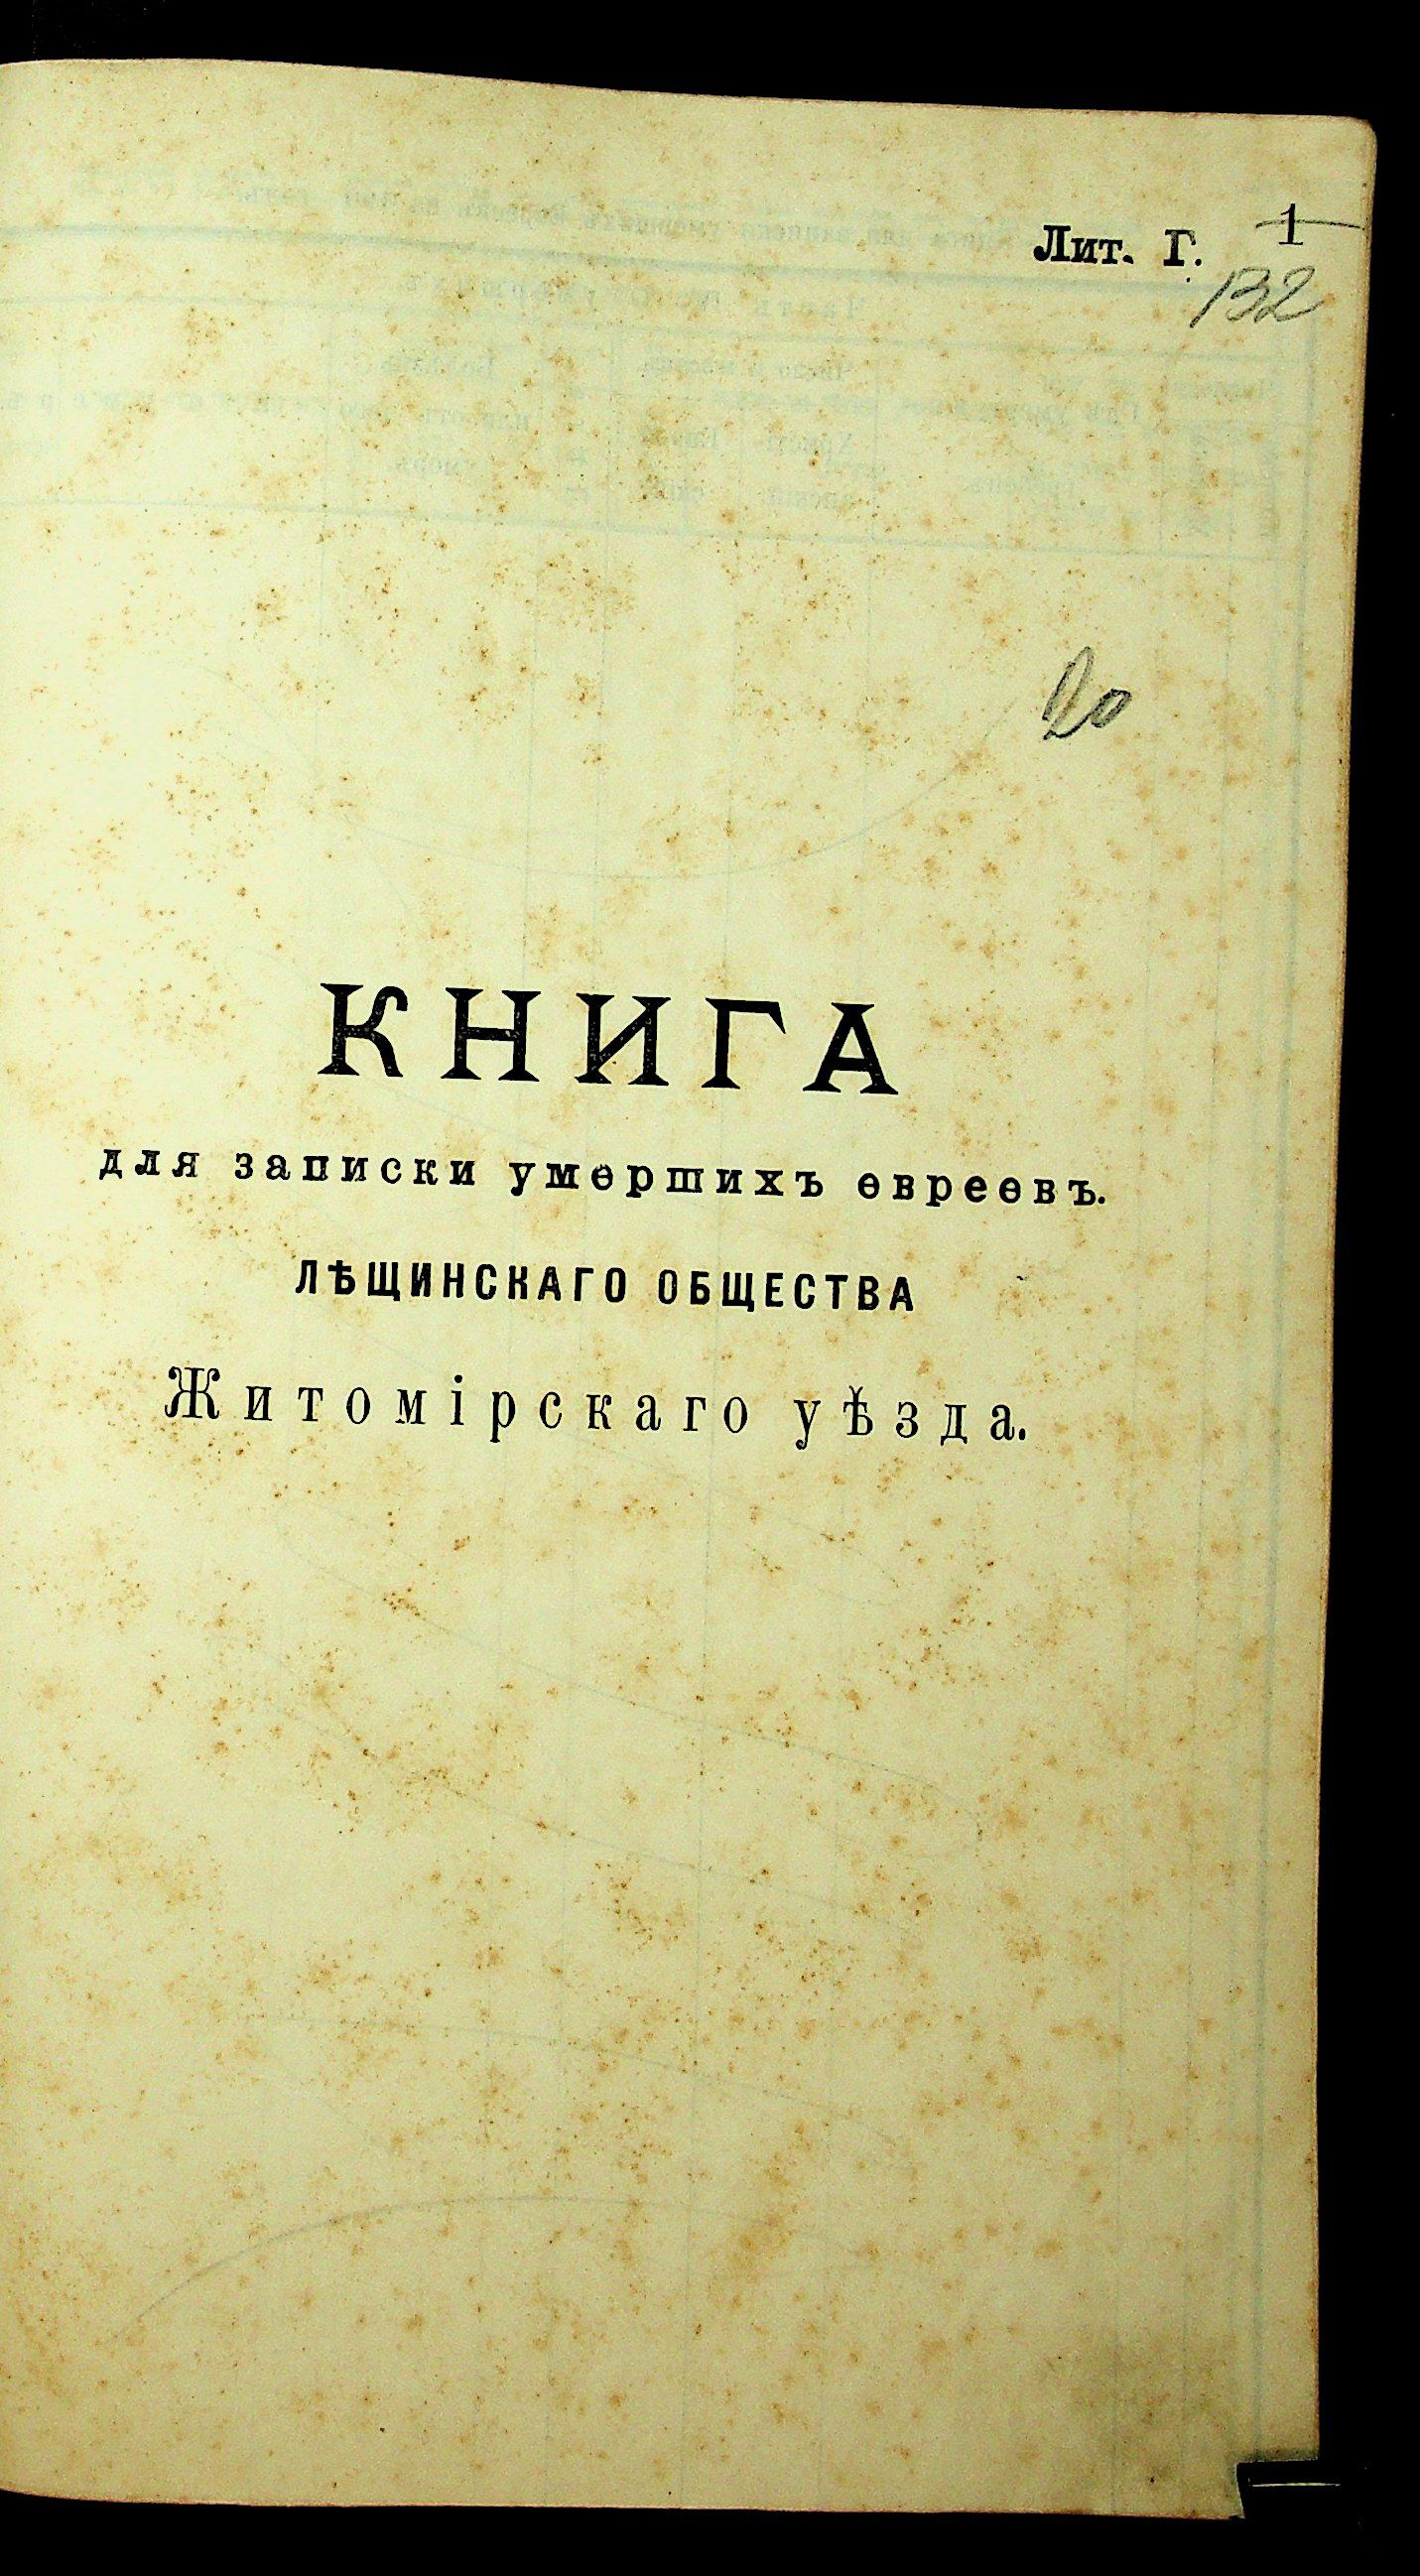 Лит. Г. 1
132
20
КНИГА
для записки умершихъ евреевъ.
ЛѢЩИНСКАГО ОБЩЕСТВА
Житомірскаго уѣзда.